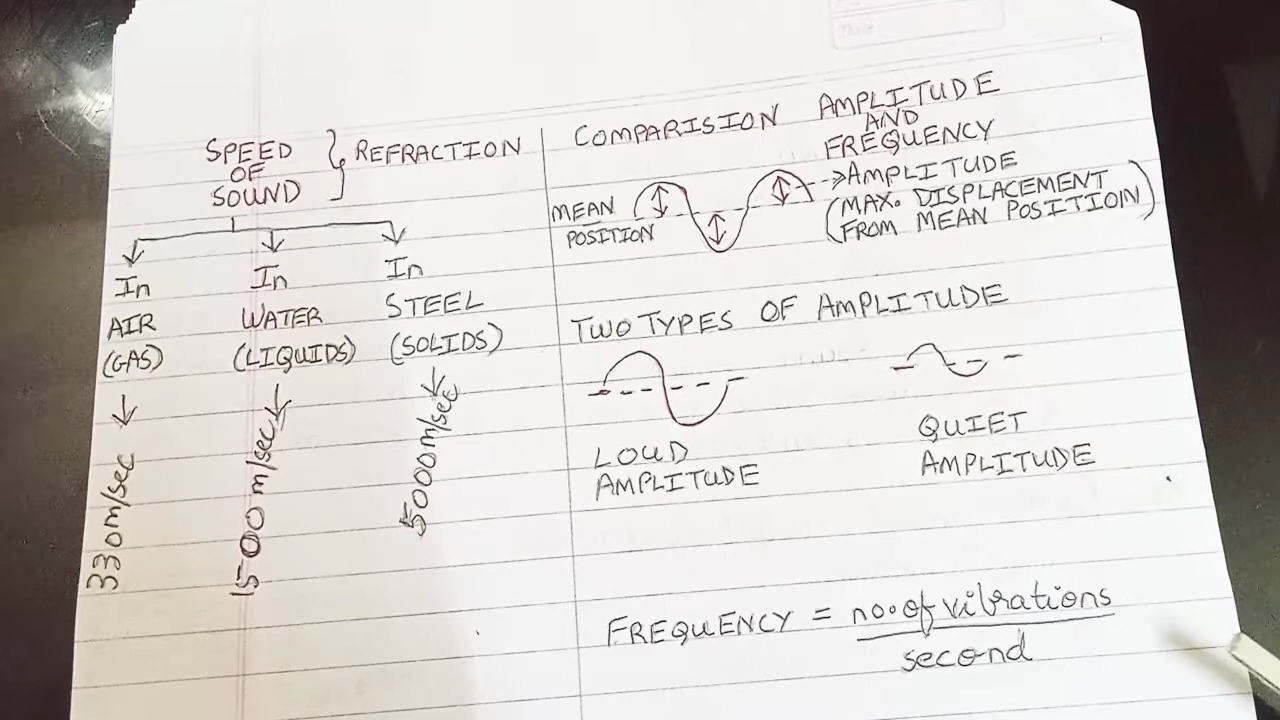 SPEED
OF
SOUND
} REFRACTION
In
AIR
(GAS)
330m/sec
In
WATER
(LIQUIDS)
1500m/sec
In
STEEL
(SOLIDS)
5000m/sec
COMPARISION AMPLITUDE
AND
FREQUENCY
MEAN
POSITION
AMPLITUDE
(MAX. DISPLACEMENT
FROM MEAN POSITION)
TWO TYPES OF AMPLITUDE
LOUD
AMPLITUDE
QUIET
AMPLITUDE
FREQUENCY = no. of vibrations
second